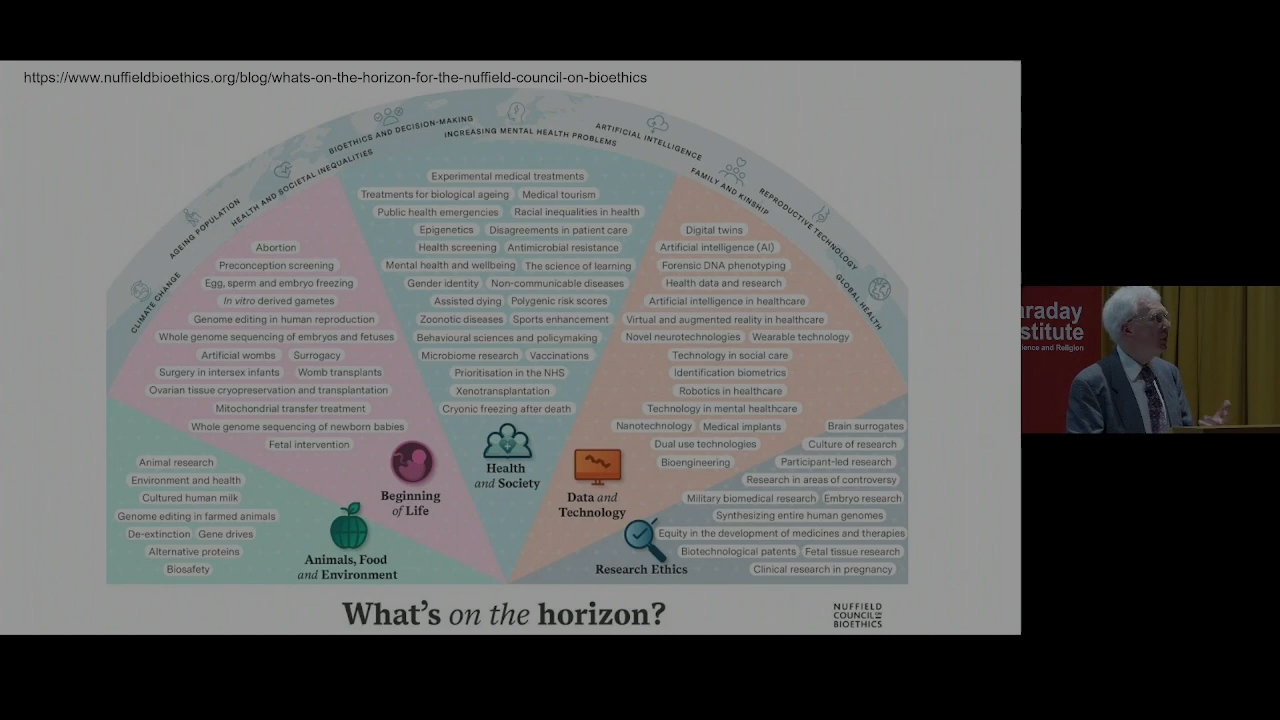 https://www.nuffieldbioethics.org/blog/whats-on-the-horizon-for-the-nuffield-council-on-bioethics
CLIMATE CHANGE
AGEING POPULATION
HEALTH AND SOCIETAL INEQUALITIES
BIOETHICS AND DECISION-MAKING
INCREASING MENTAL HEALTH PROBLEMS
ARTIFICIAL INTELLIGENCE
FAMILY AND KINSHIP
REPRODUCTIVE TECHNOLOGY
GLOBAL HEALTH
Animal research
Environment and health
Cultured human milk
Genome editing in farmed animals
De-extinction Gene drives
Alternative proteins
Biosafety
Animals, Food
and Environment
Abortion
Preconception screening
Egg, sperm and embryo freezing
In vitro derived gametes
Genome editing in human reproduction
Whole genome sequencing of embryos and fetuses
Artificial wombs Surrogacy
Surgery in intersex infants Womb transplants
Ovarian tissue cryopreservation and transplantation
Mitochondrial transfer treatment
Whole genome sequencing of newborn babies
Fetal intervention
Beginning
of Life
Experimental medical treatments
Treatments for biological ageing Medical tourism
Public health emergencies Racial inequalities in health
Epigenetics Disagreements in patient care
Health screening Antimicrobial resistance
Mental health and wellbeing The science of learning
Gender identity Non-communicable diseases
Assisted dying Polygenic risk scores
Zoonotic diseases Sports enhancement
Behavioural sciences and policymaking
Microbiome research Vaccinations
Prioritisation in the NHS
Xenotransplantation
Cryonic freezing after death
Health
and Society
Digital twins
Artificial intelligence (AI)
Forensic DNA phenotyping
Health data and research
Artificial intelligence in healthcare
Virtual and augmented reality in healthcare
Novel neurotechnologies Wearable technology
Technology in social care
Identification biometrics
Robotics in healthcare
Technology in mental healthcare
Nanotechnology Medical implants
Dual use technologies
Bioengineering
Data and
Technology
Brain surrogates
Culture of research
Participant-led research
Research in areas of controversy
Military biomedical research Embryo research
Synthesizing entire human genomes
Equity in the development of medicines and therapies
Biotechnological patents Fetal tissue research
Clinical research in pregnancy
Research Ethics
What's on the horizon?
NUFFIELD
COUNCIL ON
BIOETHICS
araday
stitute
ience and Religion